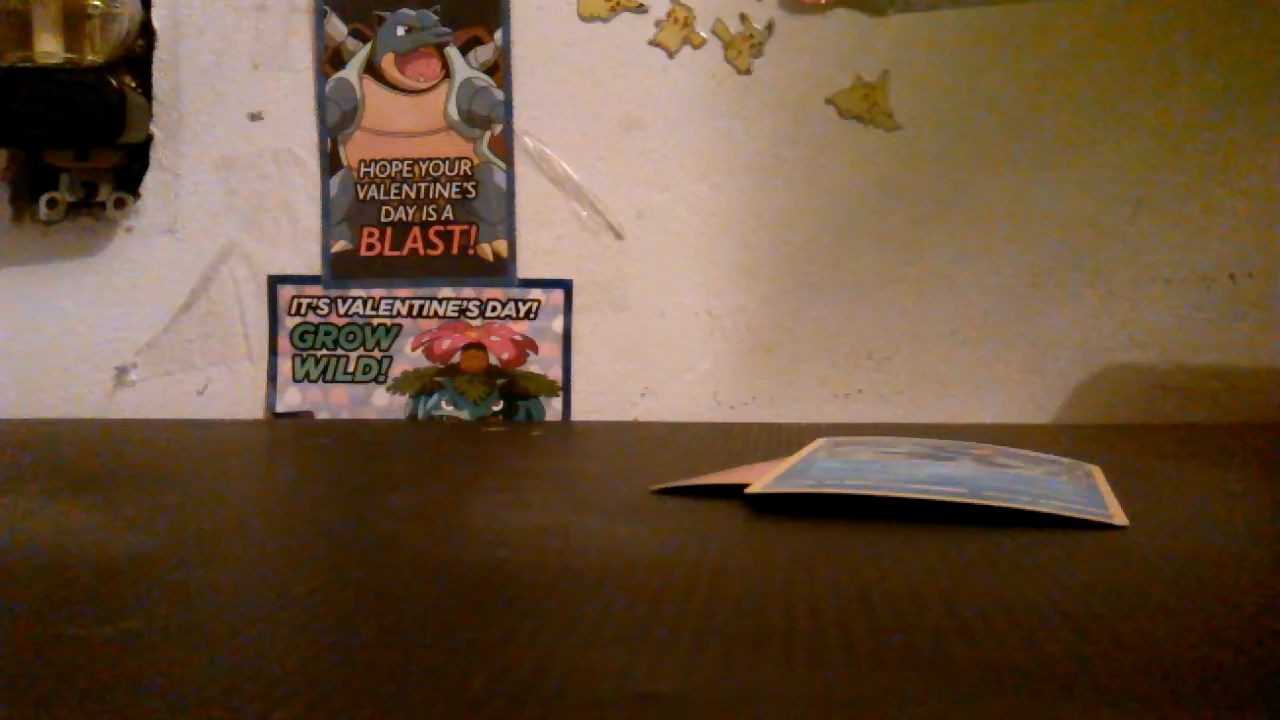 HOPE YOUR
VALENTINE'S
DAY IS A
BLAST!
IT'S VALENTINE'S DAY!
GROW
WILD!